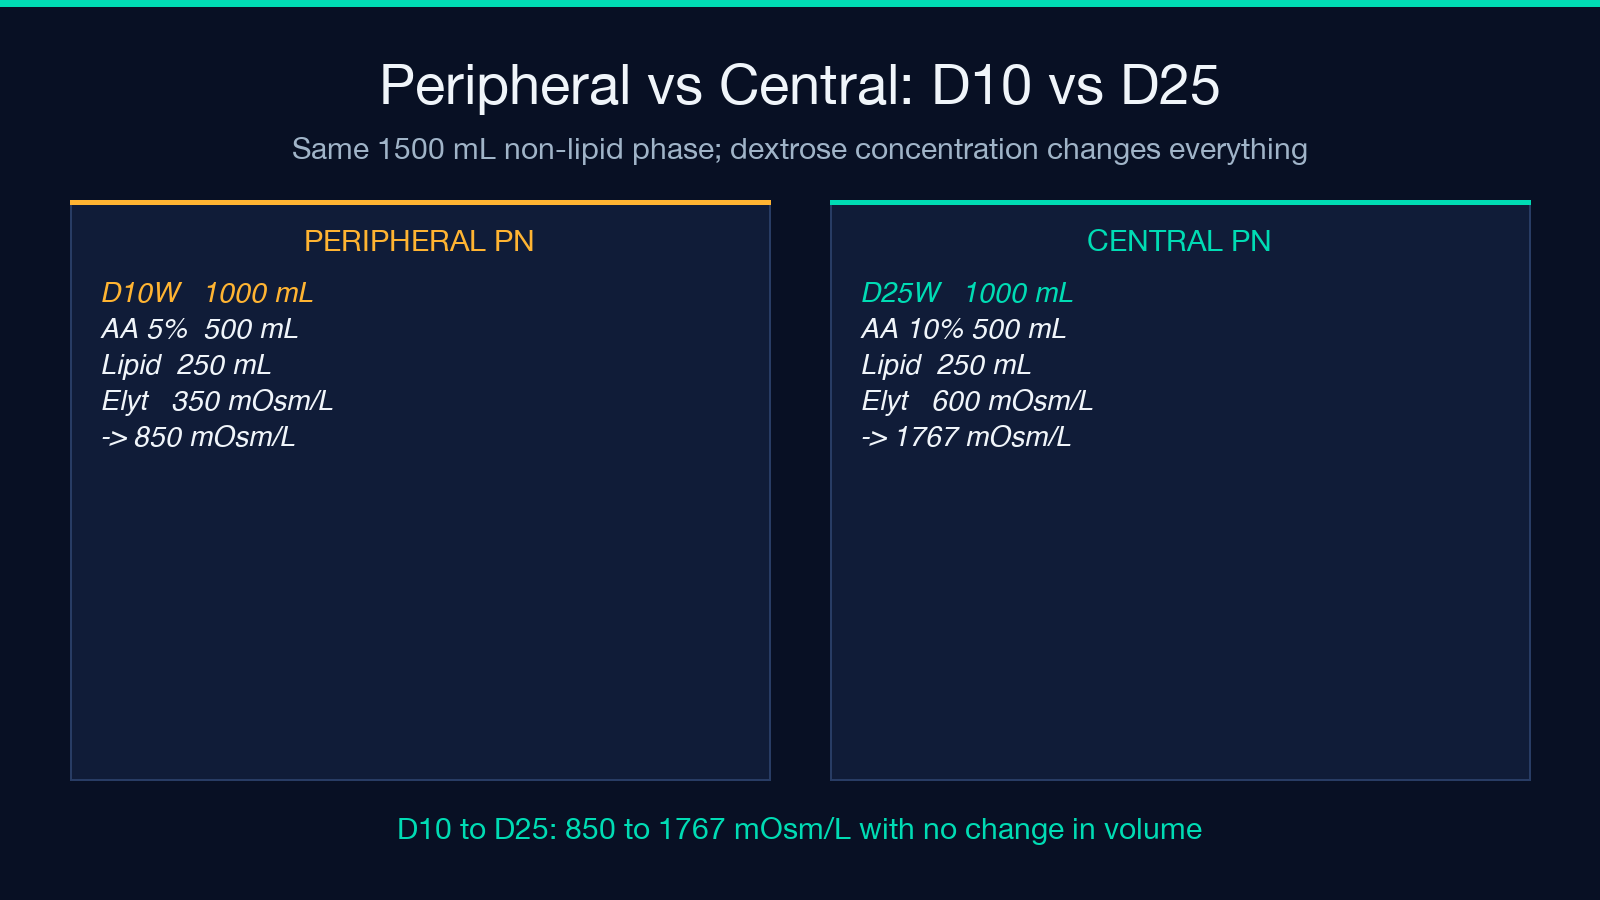 Peripheral vs Central: D10 vs D25
Same 1500 mL non-lipid phase; dextrose concentration changes everything
PERIPHERAL PN
D10W 1000 mL
AA 5% 500 mL
Lipid 250 mL
Elyt 350 mOsm/L
-> 850 mOsm/L
CENTRAL PN
D25W 1000 mL
AA 10% 500 mL
Lipid 250 mL
Elyt 600 mOsm/L
-> 1767 mOsm/L
D10 to D25: 850 to 1767 mOsm/L with no change in volume